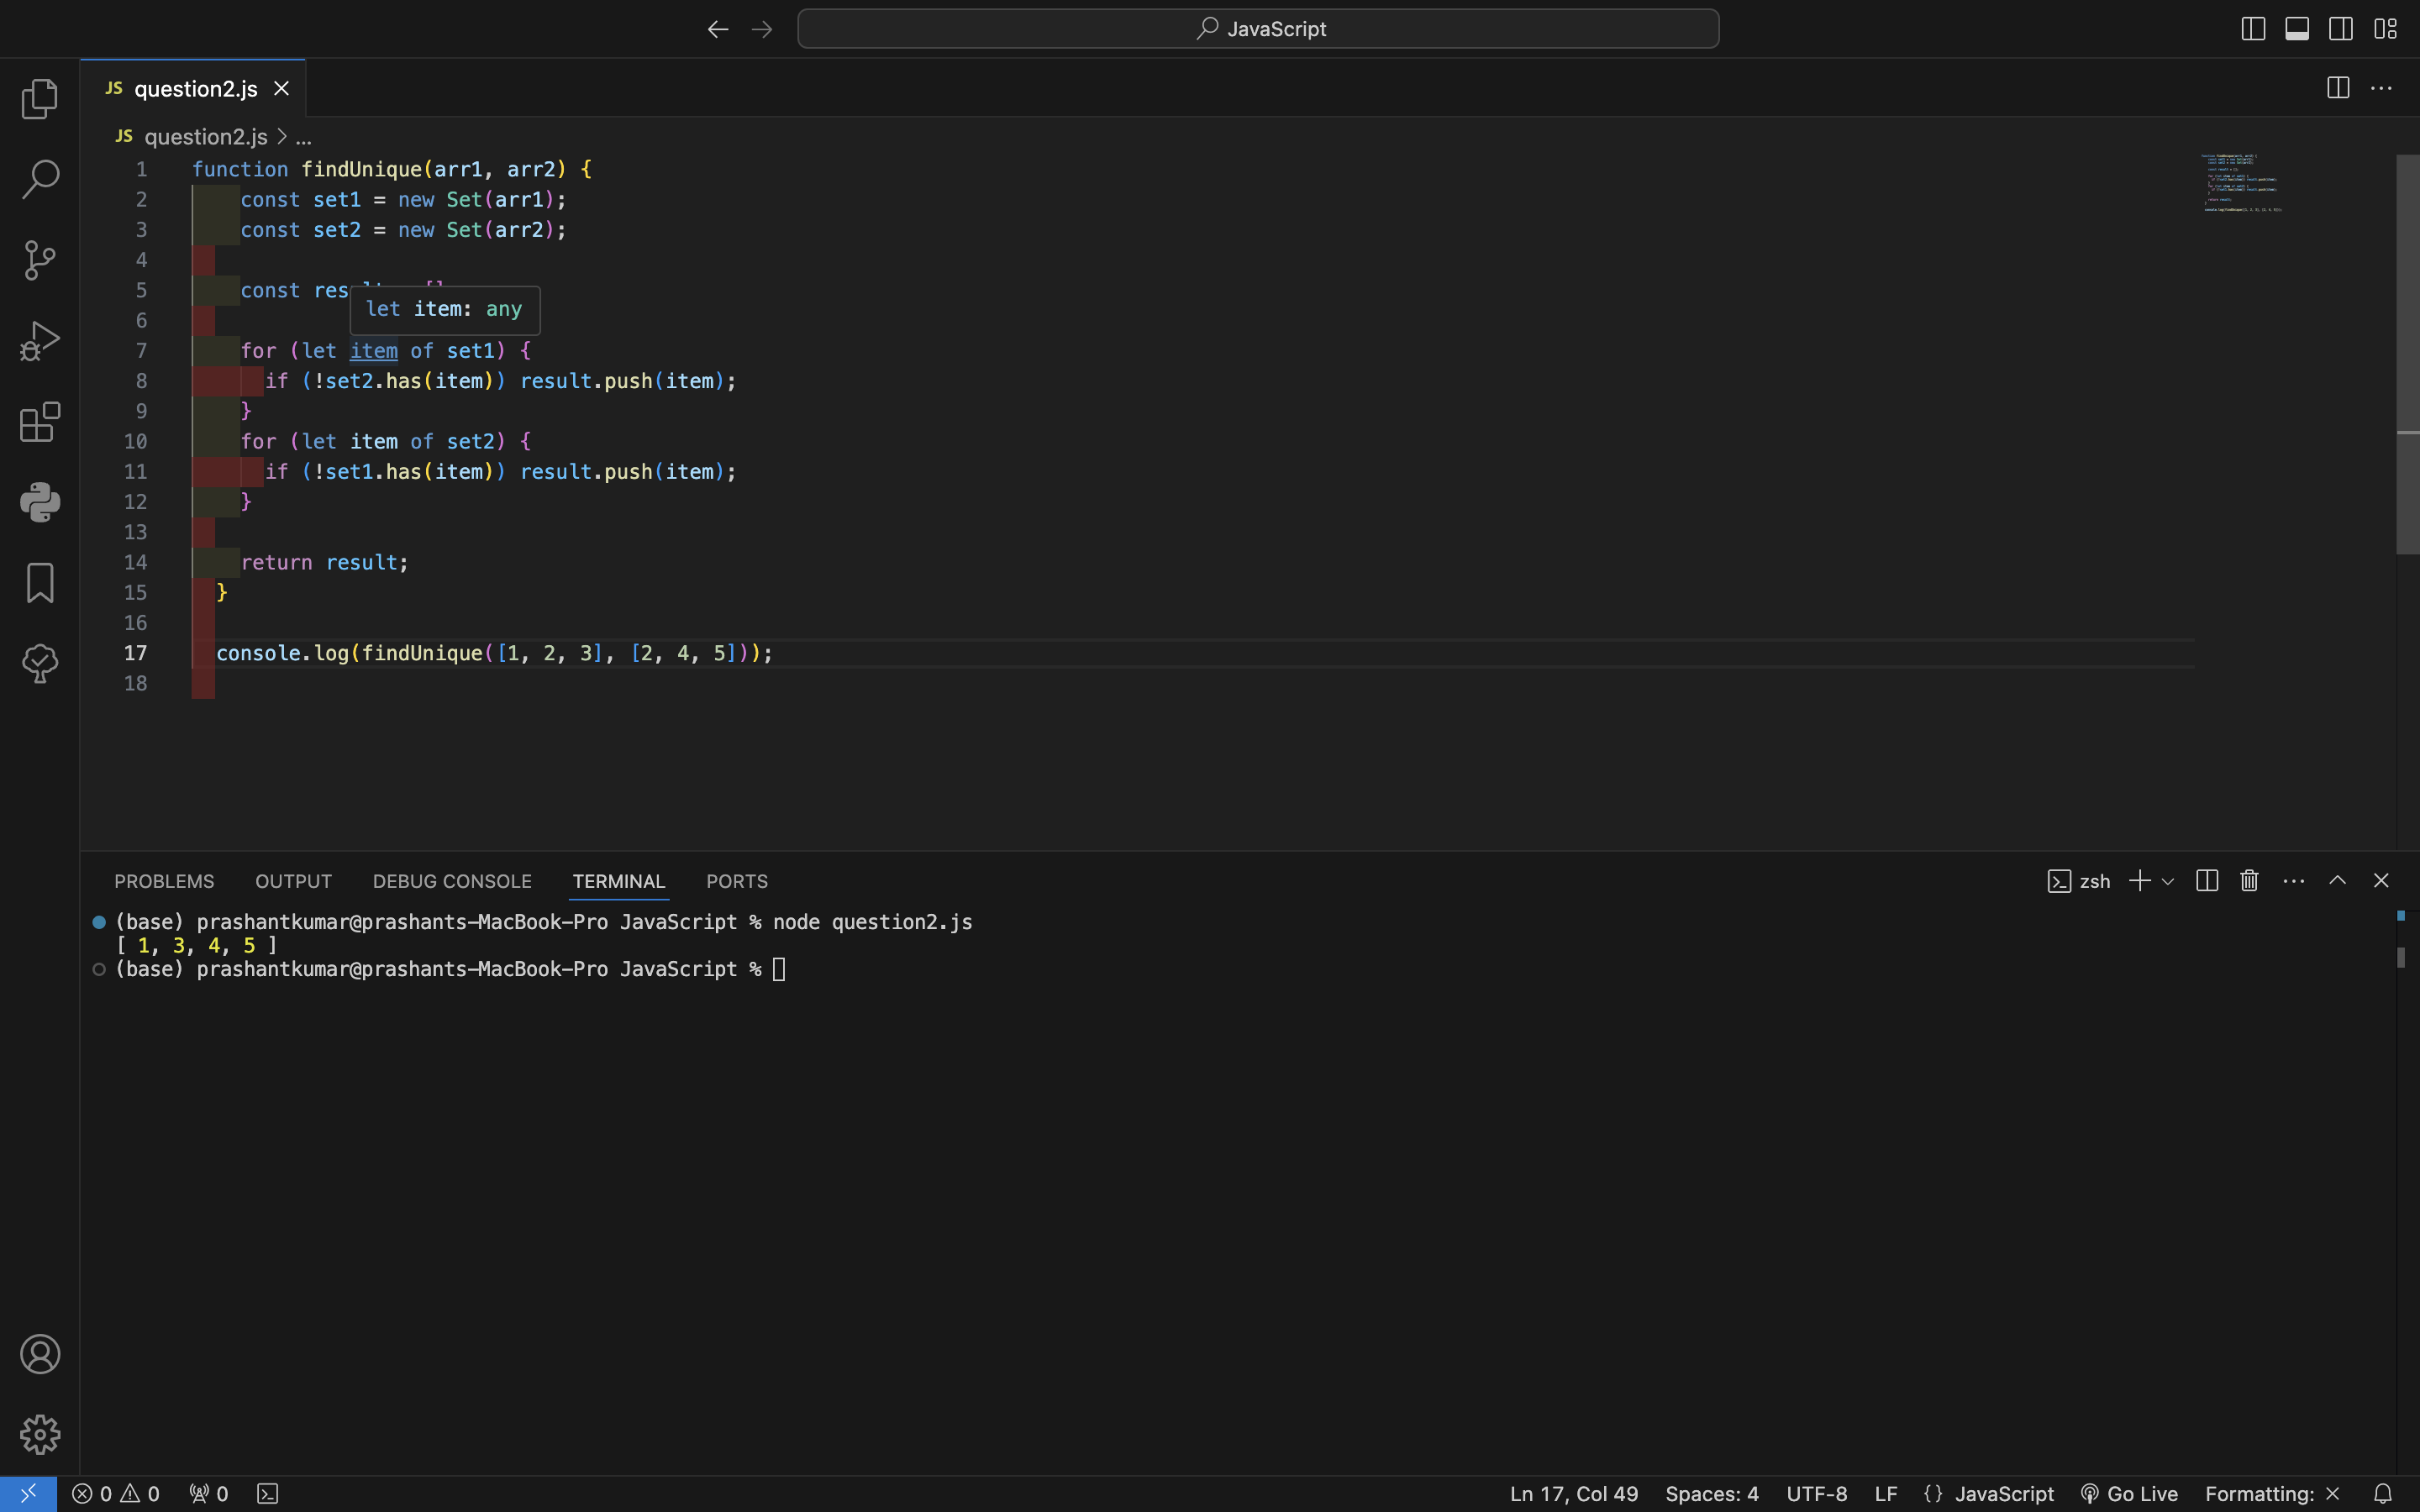 JavaScript
JS question2.js
JS question2.js > ...
1 function findUnique(arr1, arr2) {
2 const set1 = new Set(arr1);
3 const set2 = new Set(arr2);
4
5 const
let item: any
6
7 for (let item of set1) {
8 if (!set2.has(item)) result.push(item);
9 }
10 for (let item of set2) {
11 if (!set1.has(item)) result.push(item);
12 }
13
14 return result;
15 }
16
17 console.log(findUnique([1, 2, 3], [2, 4, 5]));
18
PROBLEMS OUTPUT DEBUG CONSOLE TERMINAL PORTS zsh
(base) prashantkumar@prashants-MacBook-Pro JavaScript % node question2.js
[ 1, 3, 4, 5 ]
(base) prashantkumar@prashants-MacBook-Pro JavaScript %
0 0 0 Ln 17, Col 49 Spaces: 4 UTF-8 LF {} JavaScript Go Live Formatting: ×